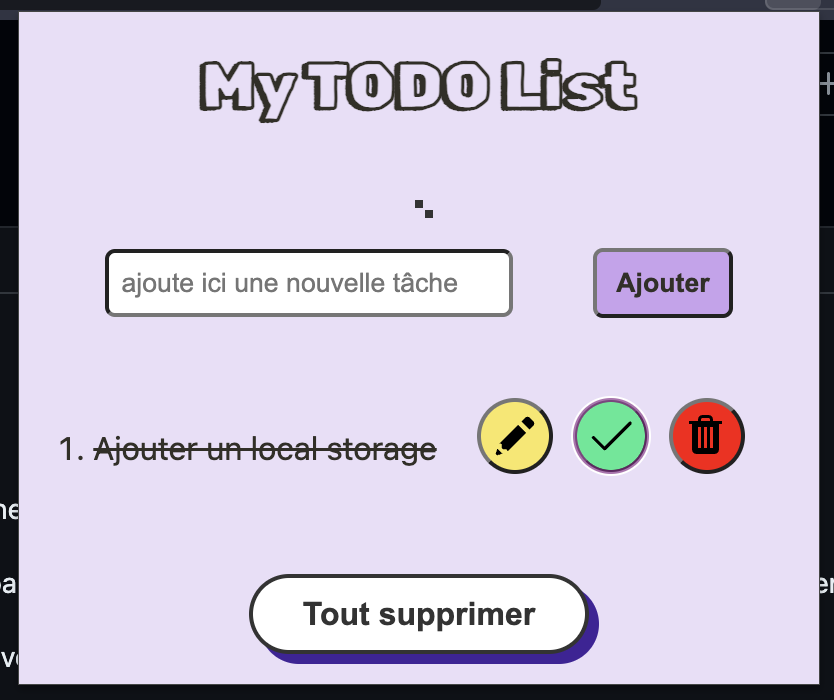 My TODO List
ajoute ici une nouvelle tâche
Ajouter
1. Ajouter un local storage
Tout supprimer